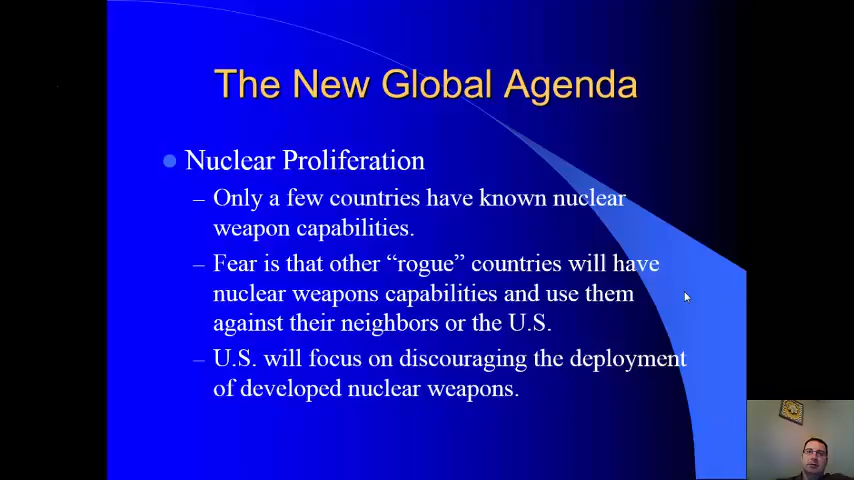 The New Global Agenda
Nuclear Proliferation
– Only a few countries have known nuclear
weapon capabilities.
– Fear is that other “rogue” countries will have
nuclear weapons capabilities and use them
against their neighbors or the U.S.
– U.S. will focus on discouraging the deployment
of developed nuclear weapons.